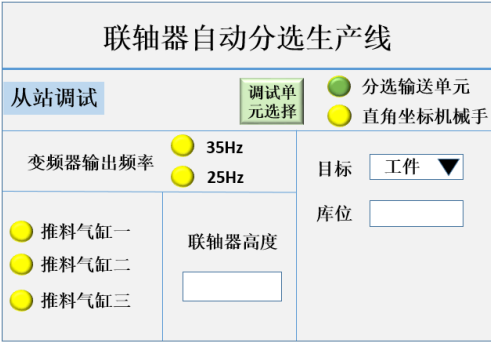 联轴器自动分选生产线
从站调试
调试单
元选择
分选输送单元
直角坐标机械手
变频器输出频率
35Hz
25Hz
目标
工件
库位
推料气缸一
推料气缸二
推料气缸三
联轴器高度